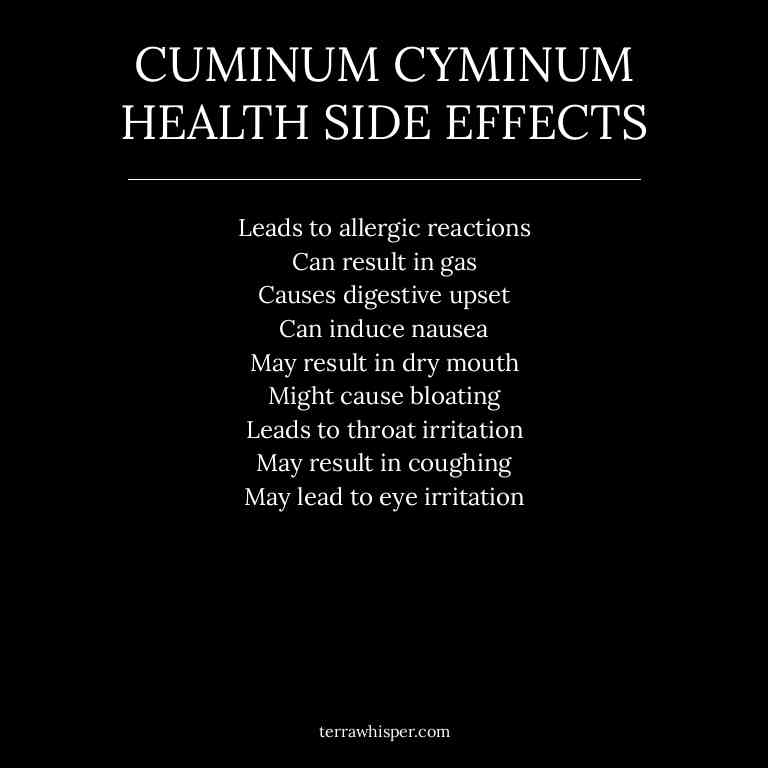 CUMINUM CYMINUM
HEALTH SIDE EFFECTS
Leads to allergic reactions
Can result in gas
Causes digestive upset
Can induce nausea
May result in dry mouth
Might cause bloating
Leads to throat irritation
May result in coughing
May lead to eye irritation
terrawhisper.com